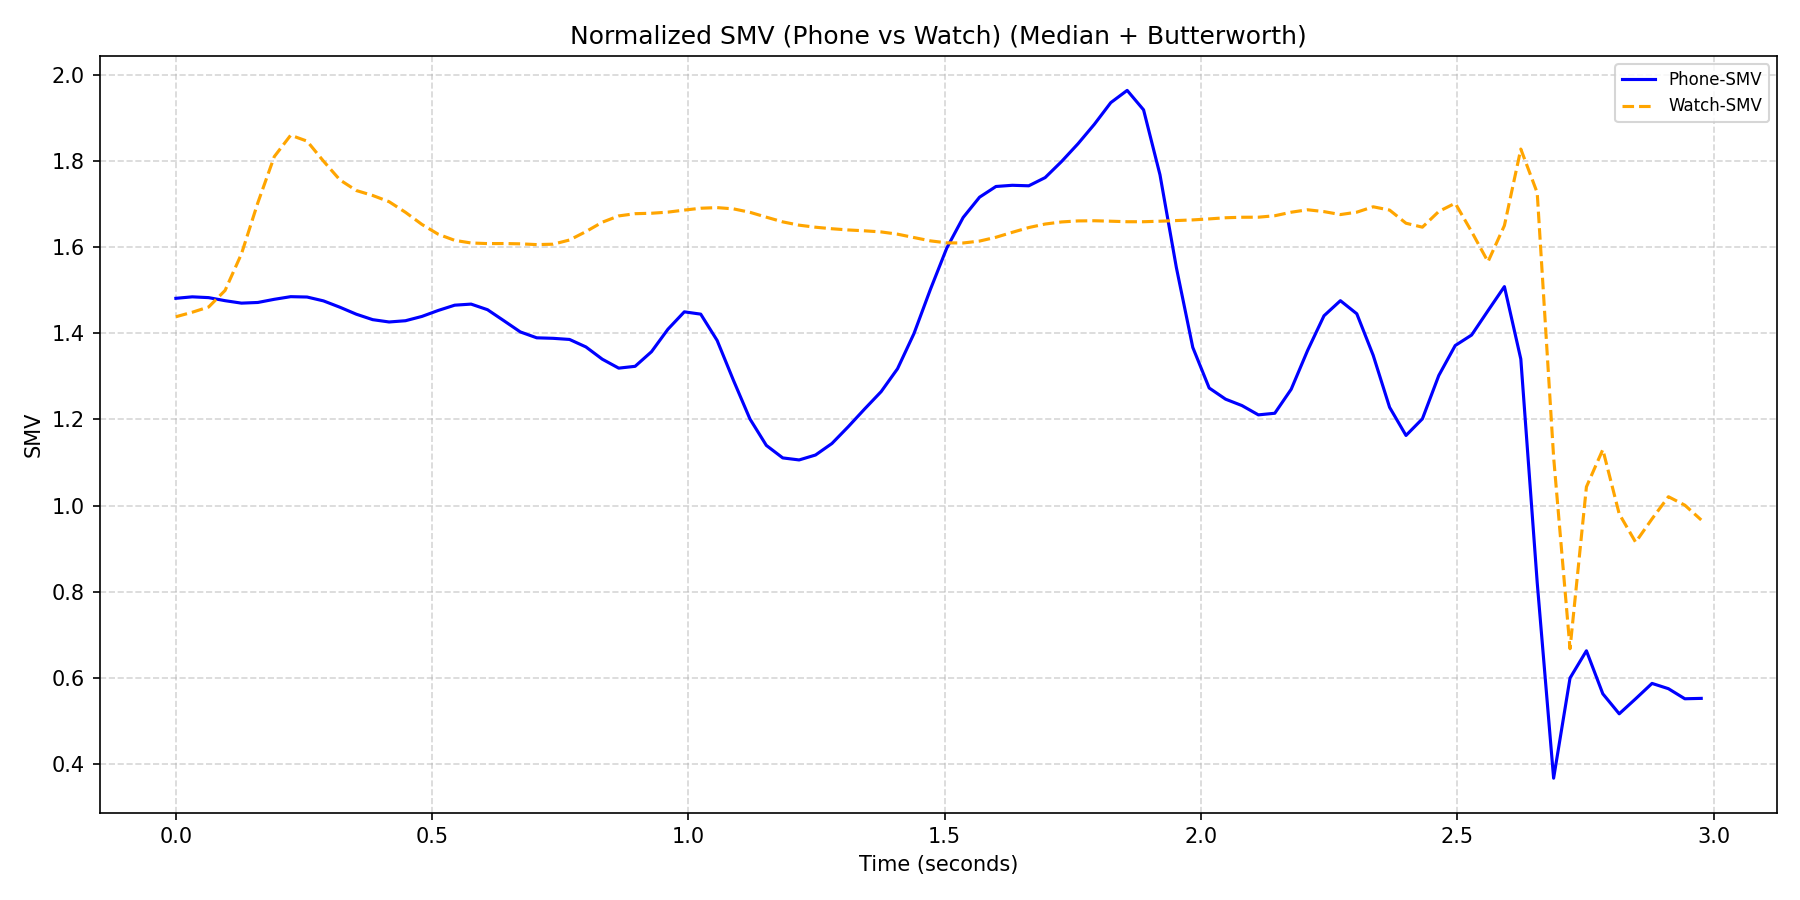 Normalized SMV (Phone vs Watch) (Median + Butterworth)
Phone-SMV
Watch-SMV
SMV
2.0
1.8
1.6
1.4
1.2
1.0
0.8
0.6
0.4
0.0 0.5 1.0 1.5 2.0 2.5 3.0
Time (seconds)